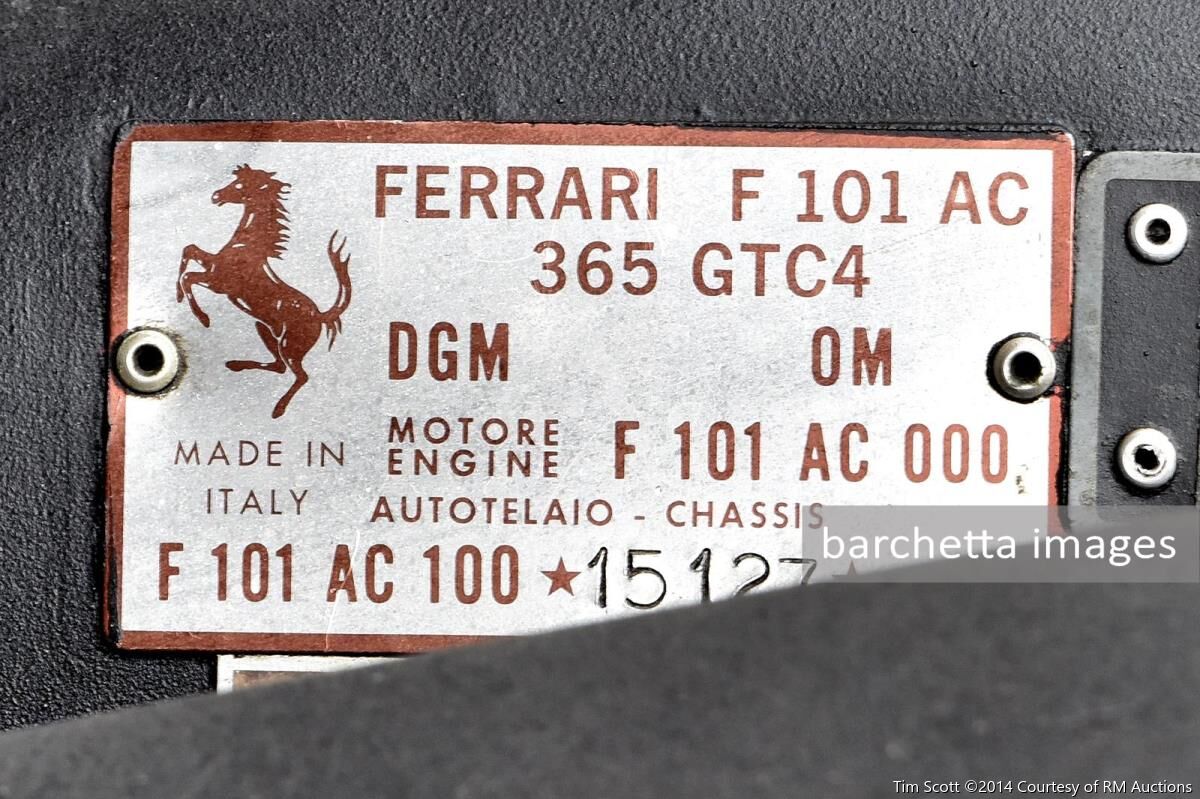 FERRARI F 101 AC
365 GTC4
DGM OM
MOTORE
ENGINE F 101 AC 000
MADE IN
ITALY
AUTOTELAIO - CHASSIS
F 101 AC 100 ★15127 ★
barchetta images
Tim Scott ©2014 Courtesy of RM Auctions